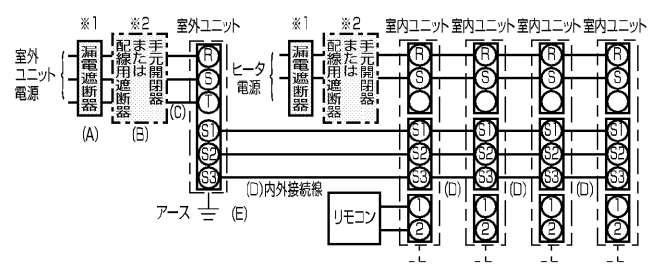 ※1
※2
室外ユニット
※1
※2
室内ユニット
室内ユニット
室内ユニット
室内ユニット
室外
ユニット
電源
漏電遮断器
手元開閉器
または
配線用遮断器
R
S
T
S1
S2
S3
ヒータ
電源
漏電遮断器
手元開閉器
または
配線用遮断器
R
S
S1
S2
S3
1
2
R
S
S1
S2
S3
1
2
R
S
S1
S2
S3
1
2
R
S
S1
S2
S3
1
2
(A)
(B)
(C)
(D)内外接続線
(D)
(D)
(D)
アース
(E)
リモコン